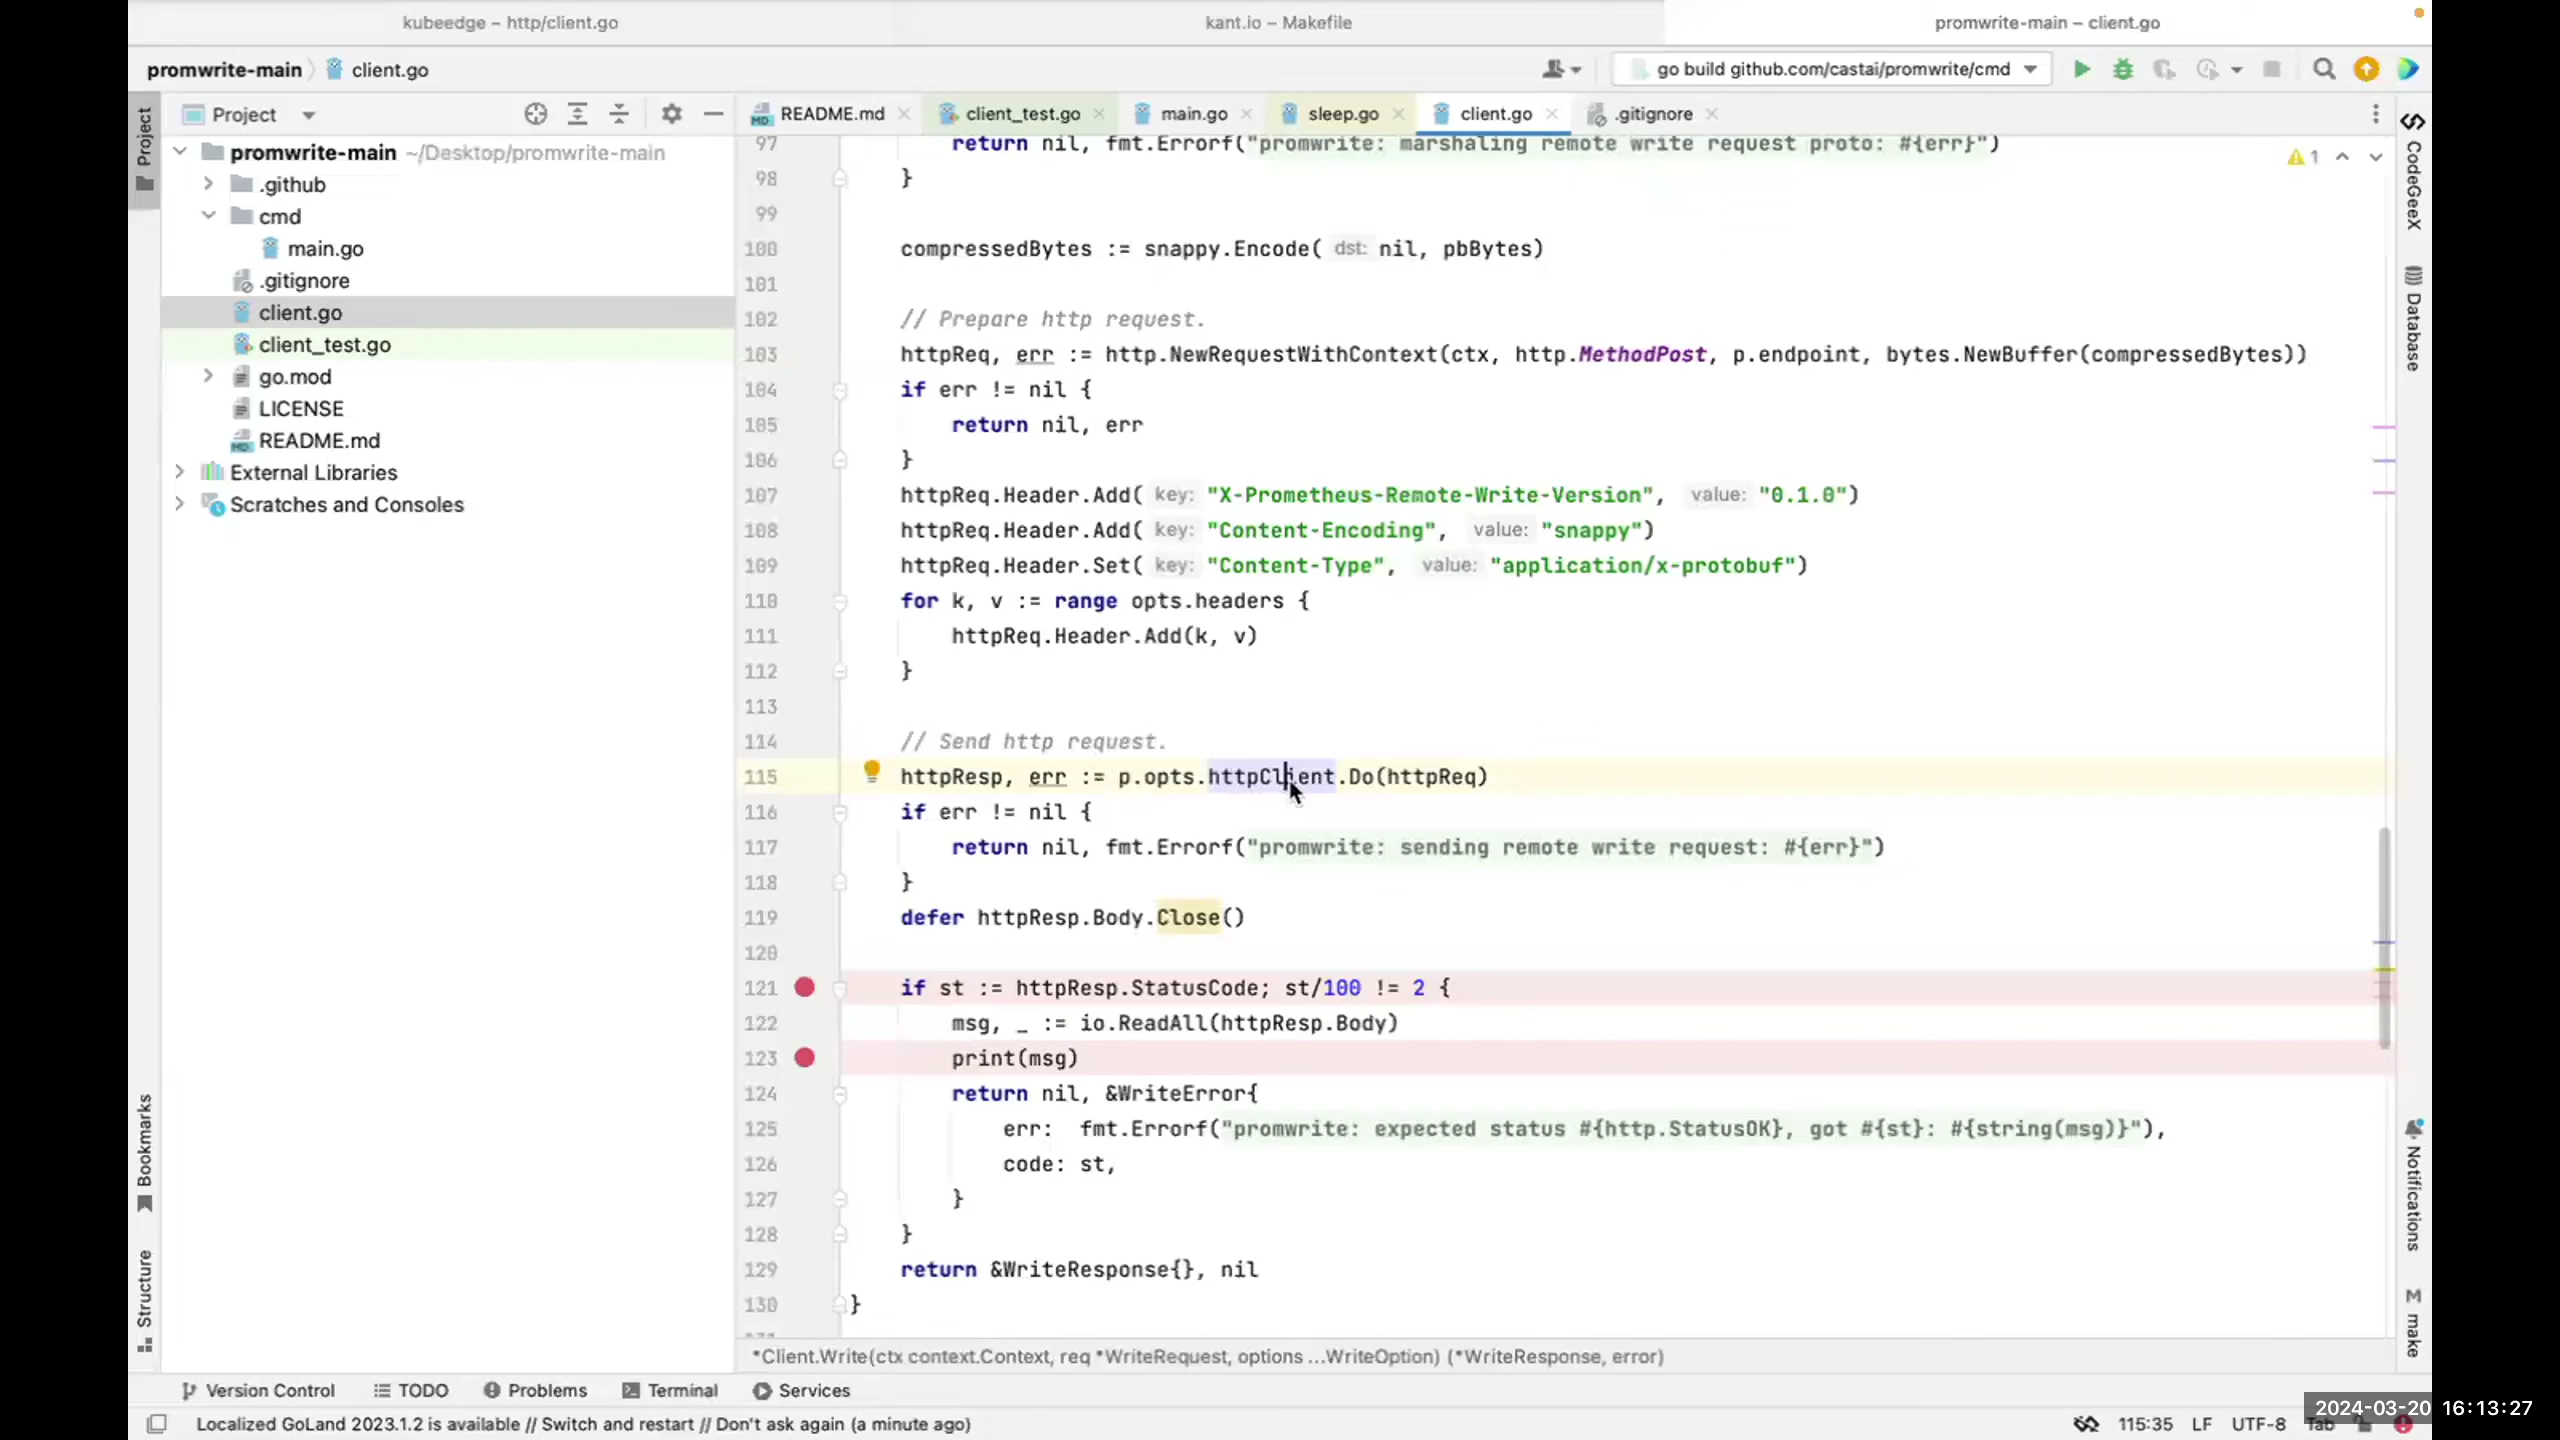 kubeedge – http/client.go
kant.io – Makefile
promwrite-main – client.go
promwrite-main
client.go
go build github.com/castai/promwrite/cmd
Project
Project
README.md
client_test.go
main.go
sleep.go
client.go
.gitignore
promwrite-main ~/Desktop/promwrite-main
.github
cmd
main.go
.gitignore
client.go
client_test.go
go.mod
LICENSE
README.md
External Libraries
Scratches and Consoles
Bookmarks
Structure
1
97 return nil, fmt.Errorf("promwrite: marshaling remote write request proto: #{err}")
98 }
99
100 compressedBytes := snappy.Encode( dst: nil, pbBytes)
101
102 // Prepare http request.
103 httpReq, err := http.NewRequestWithContext(ctx, http.MethodPost, p.endpoint, bytes.NewBuffer(compressedBytes))
104 if err != nil {
105 return nil, err
106 }
107 httpReq.Header.Add( key: "X-Prometheus-Remote-Write-Version", value: "0.1.0")
108 httpReq.Header.Add( key: "Content-Encoding", value: "snappy")
109 httpReq.Header.Set( key: "Content-Type", value: "application/x-protobuf")
110 for k, v := range opts.headers {
111 httpReq.Header.Add(k, v)
112 }
113
114 // Send http request.
115 httpResp, err := p.opts.httpClient.Do(httpReq)
116 if err != nil {
117 return nil, fmt.Errorf("promwrite: sending remote write request: #{err}")
118 }
119 defer httpResp.Body.Close()
120
121 if st := httpResp.StatusCode; st/100 != 2 {
122 msg, _ := io.ReadAll(httpResp.Body)
123 print(msg)
124 return nil, &WriteError{
125 err: fmt.Errorf("promwrite: expected status #{http.StatusOK}, got #{st}: #{string(msg)}"),
126 code: st,
127 }
128 }
129 return &WriteResponse{}, nil
130 }
*Client.Write(ctx context.Context, req *WriteRequest, options ...WriteOption) (*WriteResponse, error)
CodeGeeX
Database
Notifications
make
Version Control
TODO
Problems
Terminal
Services
Localized GoLand 2023.1.2 is available // Switch and restart // Don't ask again (a minute ago)
115:35 LF UTF-8 Tab
2024-03-20 16:13:27